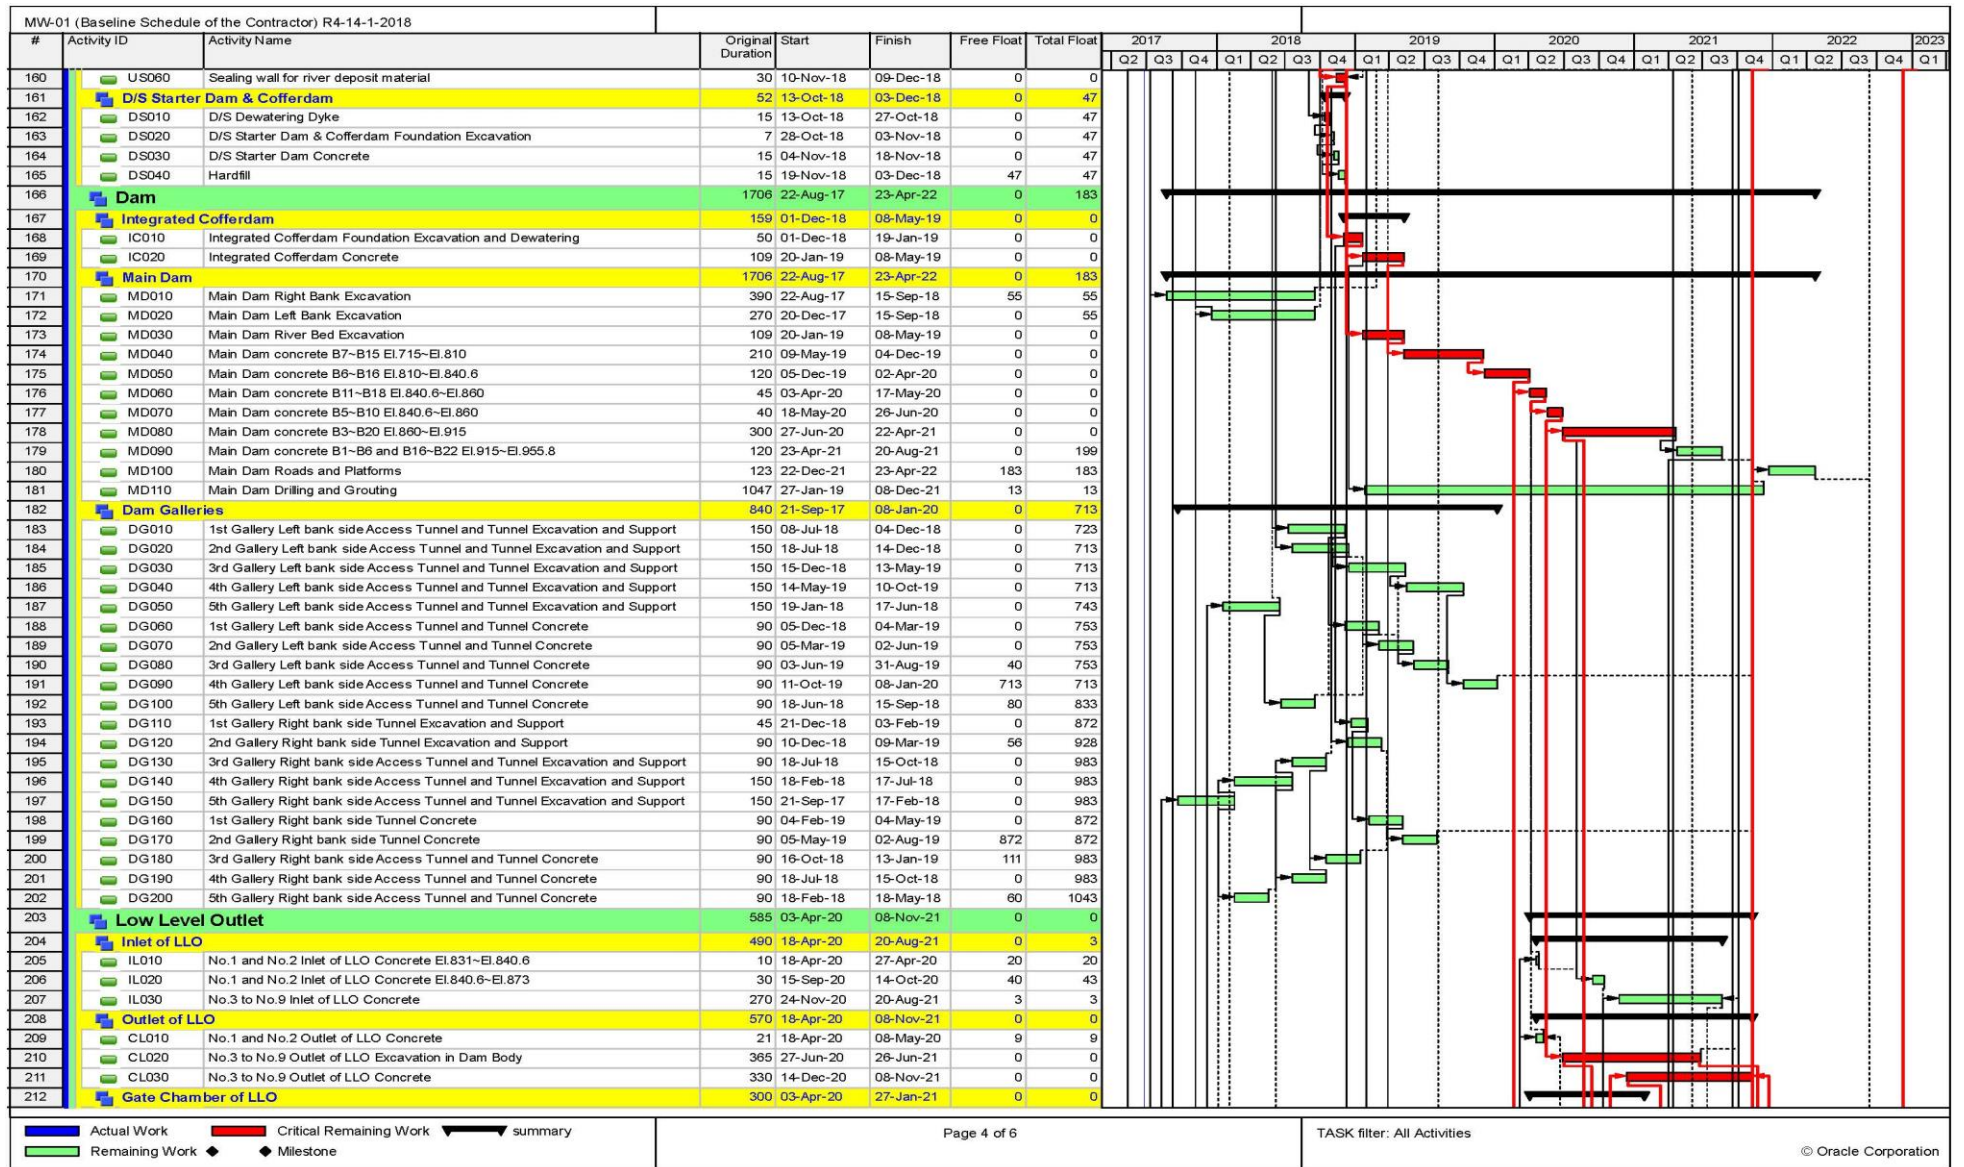 MW-01 (Baseline Schedule of the Contractor) R4-14-1-2018
# Activity ID Activity Name Original Duration Start Finish Free Float Total Float 2017 2018 2019 2020 2021 2022 2023
Q2 Q3 Q4 Q1 Q2 Q3 Q4 Q1 Q2 Q3 Q4 Q1 Q2 Q3 Q4 Q1 Q2 Q3 Q4 Q1 Q2 Q3 Q4 Q1
160 US060 Sealing wall for river deposit material 30 10-Nov-18 09-Dec-18 0 0
161 D/S Starter Dam & Cofferdam 52 13-Oct-18 03-Dec-18 0 47
162 DS010 D/S Dewatering Dyke 15 13-Oct-18 27-Oct-18 0 47
163 DS020 D/S Starter Dam & Cofferdam Foundation Excavation 7 28-Oct-18 03-Nov-18 0 47
164 DS030 D/S Starter Dam Concrete 15 04-Nov-18 18-Nov-18 0 47
165 DS040 Hardfill 15 19-Nov-18 03-Dec-18 47 47
166 Dam 1706 22-Aug-17 23-Apr-22 0 183
167 Integrated Cofferdam 159 01-Dec-18 08-May-19 0 0
168 IC010 Integrated Cofferdam Foundation Excavation and Dewatering 50 01-Dec-18 19-Jan-19 0 0
169 IC020 Integrated Cofferdam Concrete 109 20-Jan-19 08-May-19 0 0
170 Main Dam 1706 22-Aug-17 23-Apr-22 0 183
171 MD010 Main Dam Right Bank Excavation 390 22-Aug-17 15-Sep-18 55 55
172 MD020 Main Dam Left Bank Excavation 270 20-Dec-17 15-Sep-18 0 55
173 MD030 Main Dam River Bed Excavation 109 20-Jan-19 08-May-19 0 0
174 MD040 Main Dam concrete B7~B15 El.715~El.810 210 09-May-19 04-Dec-19 0 0
175 MD050 Main Dam concrete B6~B16 El.810~El.840.6 120 05-Dec-19 02-Apr-20 0 0
176 MD060 Main Dam concrete B11~B18 El.840.6~El.860 45 03-Apr-20 17-May-20 0 0
177 MD070 Main Dam concrete B5~B10 El.840.6~El.860 40 18-May-20 26-Jun-20 0 0
178 MD080 Main Dam concrete B3~B20 El.860~El.915 300 27-Jun-20 22-Apr-21 0 0
179 MD090 Main Dam concrete B1~B6 and B16~B22 El.915~El.955.8 120 23-Apr-21 20-Aug-21 0 199
180 MD100 Main Dam Roads and Platforms 123 22-Dec-21 23-Apr-22 183 183
181 MD110 Main Dam Drilling and Grouting 1047 27-Jan-19 08-Dec-21 13 13
182 Dam Galleries 840 21-Sep-17 08-Jan-20 0 713
183 DG010 1st Gallery Left bank side Access Tunnel and Tunnel Excavation and Support 150 08-Jul-18 04-Dec-18 0 723
184 DG020 2nd Gallery Left bank side Access Tunnel and Tunnel Excavation and Support 150 18-Jul-18 14-Dec-18 0 713
185 DG030 3rd Gallery Left bank side Access Tunnel and Tunnel Excavation and Support 150 15-Dec-18 13-May-19 0 713
186 DG040 4th Gallery Left bank side Access Tunnel and Tunnel Excavation and Support 150 14-May-19 10-Oct-19 0 713
187 DG050 5th Gallery Left bank side Access Tunnel and Tunnel Excavation and Support 150 19-Jan-18 17-Jun-18 0 743
188 DG060 1st Gallery Left bank side Access Tunnel and Tunnel Concrete 90 05-Dec-18 04-Mar-19 0 753
189 DG070 2nd Gallery Left bank side Access Tunnel and Tunnel Concrete 90 05-Mar-19 02-Jun-19 0 753
190 DG080 3rd Gallery Left bank side Access Tunnel and Tunnel Concrete 90 03-Jun-19 31-Aug-19 40 753
191 DG090 4th Gallery Left bank side Access Tunnel and Tunnel Concrete 90 11-Oct-19 08-Jan-20 713 713
192 DG100 5th Gallery Left bank side Access Tunnel and Tunnel Concrete 90 18-Jun-18 15-Sep-18 80 833
193 DG110 1st Gallery Right bank side Tunnel Excavation and Support 45 21-Dec-18 03-Feb-19 0 872
194 DG120 2nd Gallery Right bank side Tunnel Excavation and Support 90 10-Dec-18 09-Mar-19 56 928
195 DG130 3rd Gallery Right bank side Access Tunnel and Tunnel Excavation and Support 90 18-Jul-18 15-Oct-18 0 983
196 DG140 4th Gallery Right bank side Access Tunnel and Tunnel Excavation and Support 150 18-Feb-18 17-Jul-18 0 983
197 DG150 5th Gallery Right bank side Access Tunnel and Tunnel Excavation and Support 150 21-Sep-17 17-Feb-18 0 983
198 DG160 1st Gallery Right bank side Tunnel Concrete 90 04-Feb-19 04-May-19 0 872
199 DG170 2nd Gallery Right bank side Tunnel Concrete 90 05-May-19 02-Aug-19 872 872
200 DG180 3rd Gallery Right bank side Access Tunnel and Tunnel Concrete 90 16-Oct-18 13-Jan-19 111 983
201 DG190 4th Gallery Right bank side Access Tunnel and Tunnel Concrete 90 18-Jul-18 15-Oct-18 0 983
202 DG200 5th Gallery Right bank side Access Tunnel and Tunnel Concrete 90 18-Feb-18 18-May-18 60 1043
203 Low Level Outlet 585 03-Apr-20 08-Nov-21 0 0
204 Inlet of LLO 490 18-Apr-20 20-Aug-21 0 3
205 IL010 No.1 and No.2 Inlet of LLO Concrete El.831~El.840.6 10 18-Apr-20 27-Apr-20 20 20
206 IL020 No.1 and No.2 Inlet of LLO Concrete El.840.6~El.873 30 15-Sep-20 14-Oct-20 40 43
207 IL030 No.3 to No.9 Inlet of LLO Concrete 270 24-Nov-20 20-Aug-21 3 3
208 Outlet of LLO 570 18-Apr-20 08-Nov-21 0 0
209 CL010 No.1 and No.2 Outlet of LLO Concrete 21 18-Apr-20 08-May-20 9 9
210 CL020 No.3 to No.9 Outlet of LLO Excavation in Dam Body 365 27-Jun-20 26-Jun-21 0 0
211 CL030 No.3 to No.9 Outlet of LLO Concrete 330 14-Dec-20 08-Nov-21 0 0
212 Gate Chamber of LLO 300 03-Apr-20 27-Jan-21 0 0
Actual Work Critical Remaining Work summary Page 4 of 6 TASK filter: All Activities
Remaining Work Milestone © Oracle Corporation